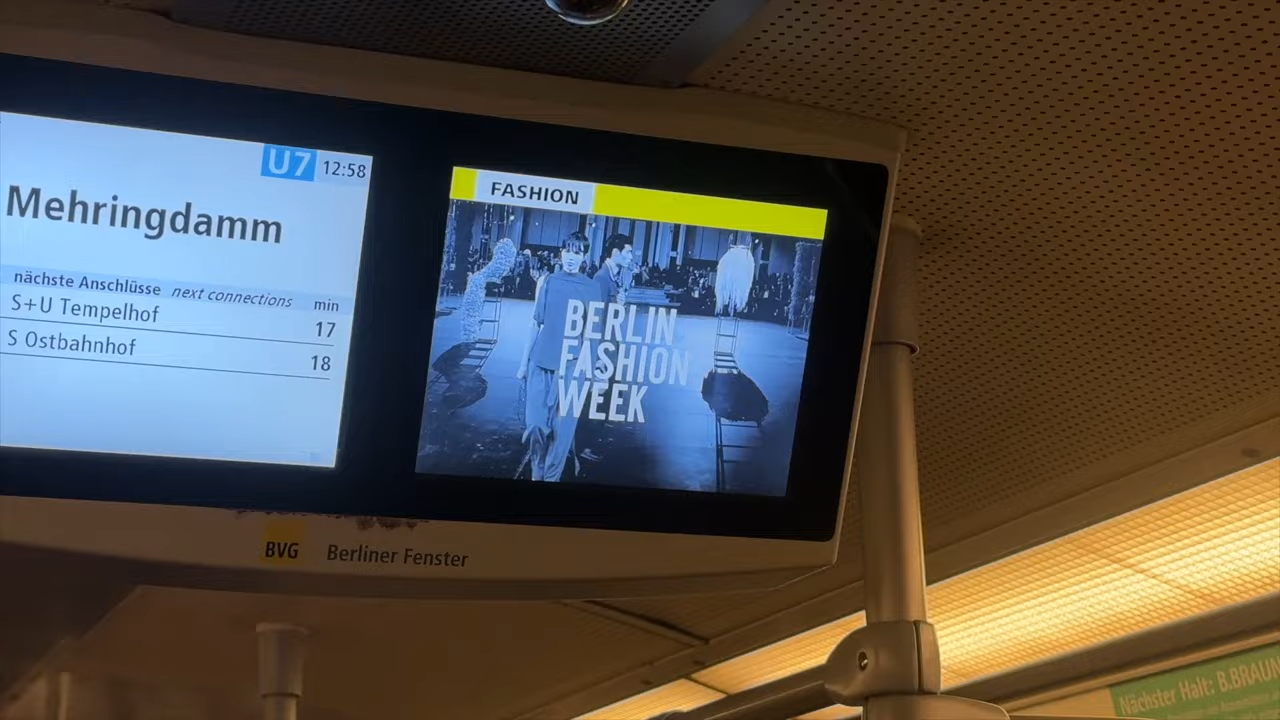 U7 12:58
Mehringdamm
nächste Anschlüsse next connections min
S+U Tempelhof 17
S Ostbahnhof 18
FASHION
BERLIN
FASHION
WEEK
BVG Berliner Fenster
Nächster Halt: B.BRAUN